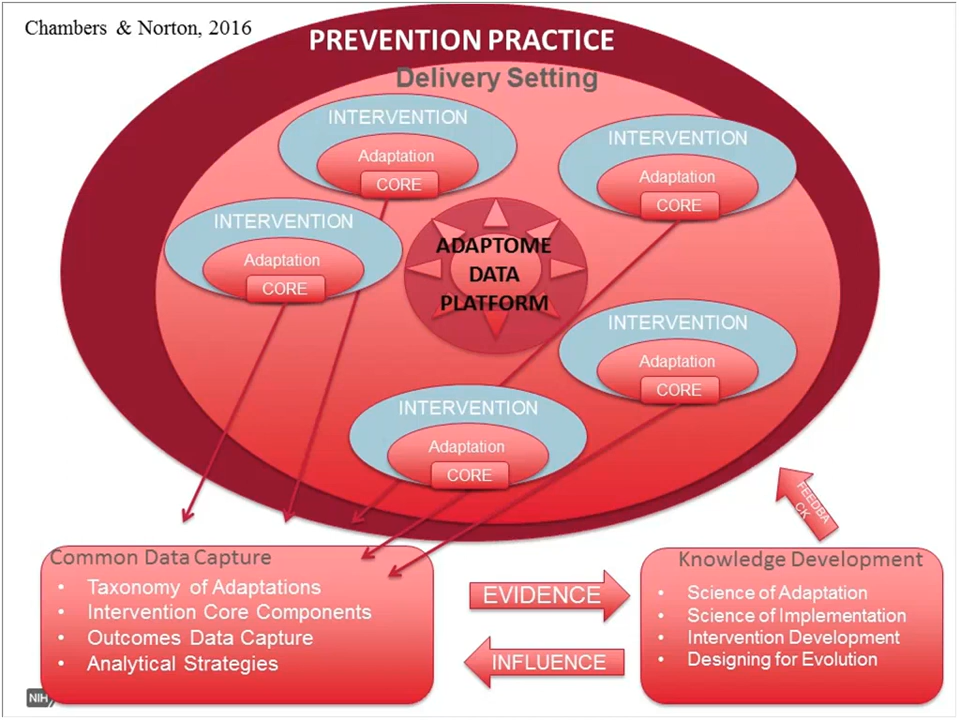 Chambers & Norton, 2016
PREVENTION PRACTICE
Delivery Setting
INTERVENTION
Adaptation
CORE
INTERVENTION
Adaptation
CORE
INTERVENTION
Adaptation
CORE
ADAPTOME
DATA
PLATFORM
INTERVENTION
Adaptation
CORE
INTERVENTION
Adaptation
CORE
FEEDBA
CK
Common Data Capture
• Taxonomy of Adaptations
• Intervention Core Components
• Outcomes Data Capture
• Analytical Strategies
EVIDENCE
INFLUENCE
Knowledge Development
• Science of Adaptation
• Science of Implementation
• Intervention Development
• Designing for Evolution
NIH